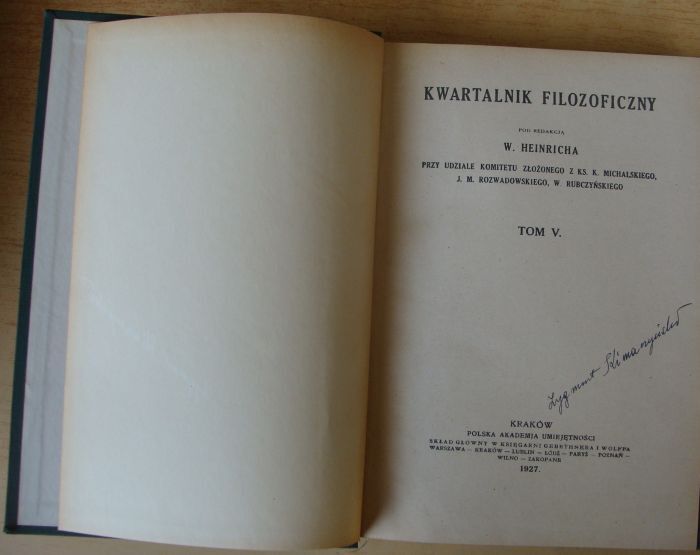 KWARTALNIK FILOZOFICZNY
POD REDAKCJĄ
W. HEINRICHA
PRZY UDZIALE KOMITETU ZŁOŻONEGO Z KS. K. MICHALSKIEGO,
J. M. ROZWADOWSKIEGO, W. RUBCZYŃSKIEGO
TOM V.
Zygmunt
KRAKÓW
POLSKA AKADEMJA UMIEJĘTNOŚCI
SKŁAD GŁÓWNY W KSIĘGARNI GEBETHNERA I WOLFFA
WARSZAWA — KRAKÓW — LUBLIN — ŁÓDŹ — PARYŻ — POZNAŃ —
WILNO — ZAKOPANE
1927.